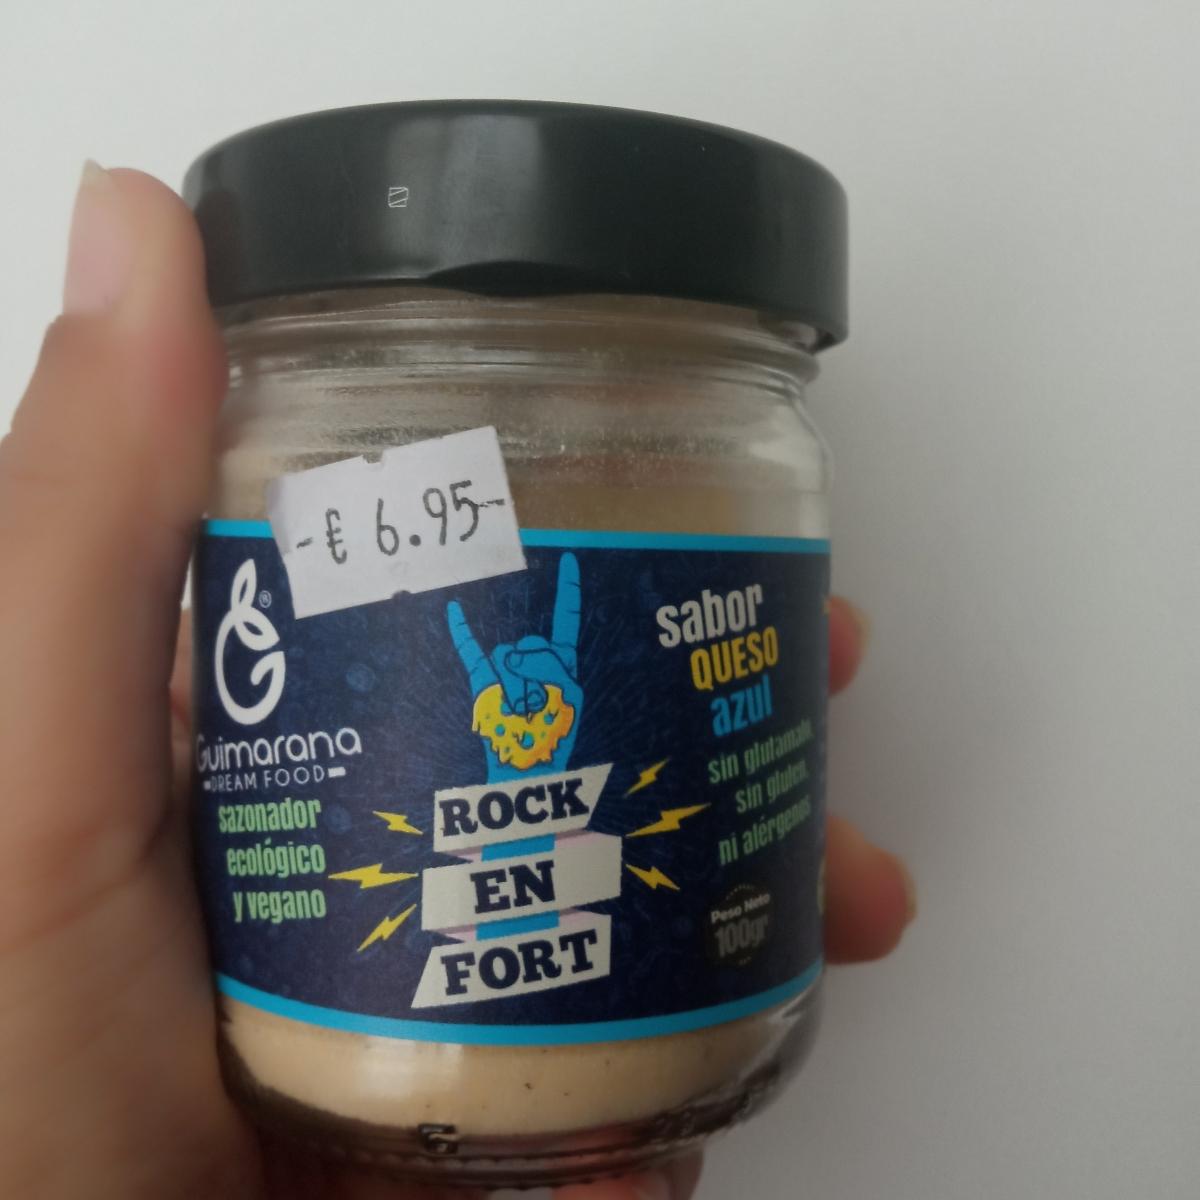 - € 6.95 -
®
Guimarana
DREAM FOOD
sazonador
ecológico
y vegano
ROCK
EN
FORT
sabor
QUESO
azul
sin glutamato,
sin gluten,
ni alérgenos
Peso Neto
100gr